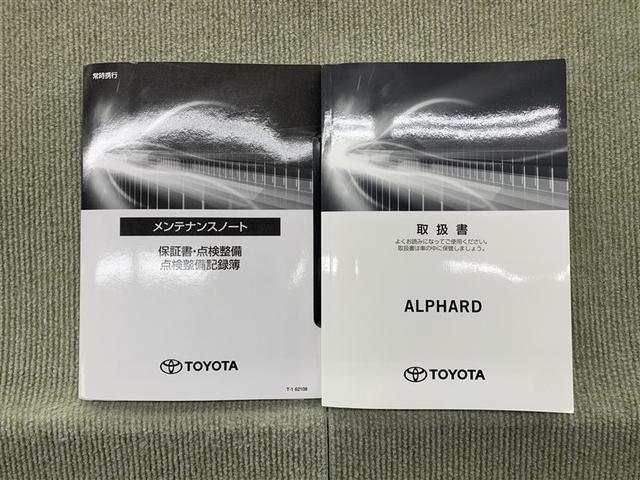 常時携行
メンテナンスノート
保証書・点検整備
点検整備記録簿
TOYOTA
T-1 62108
取扱書
よくお読みになってご使用ください。
取扱書は車の中に保管しましょう。
ALPHARD
TOYOTA